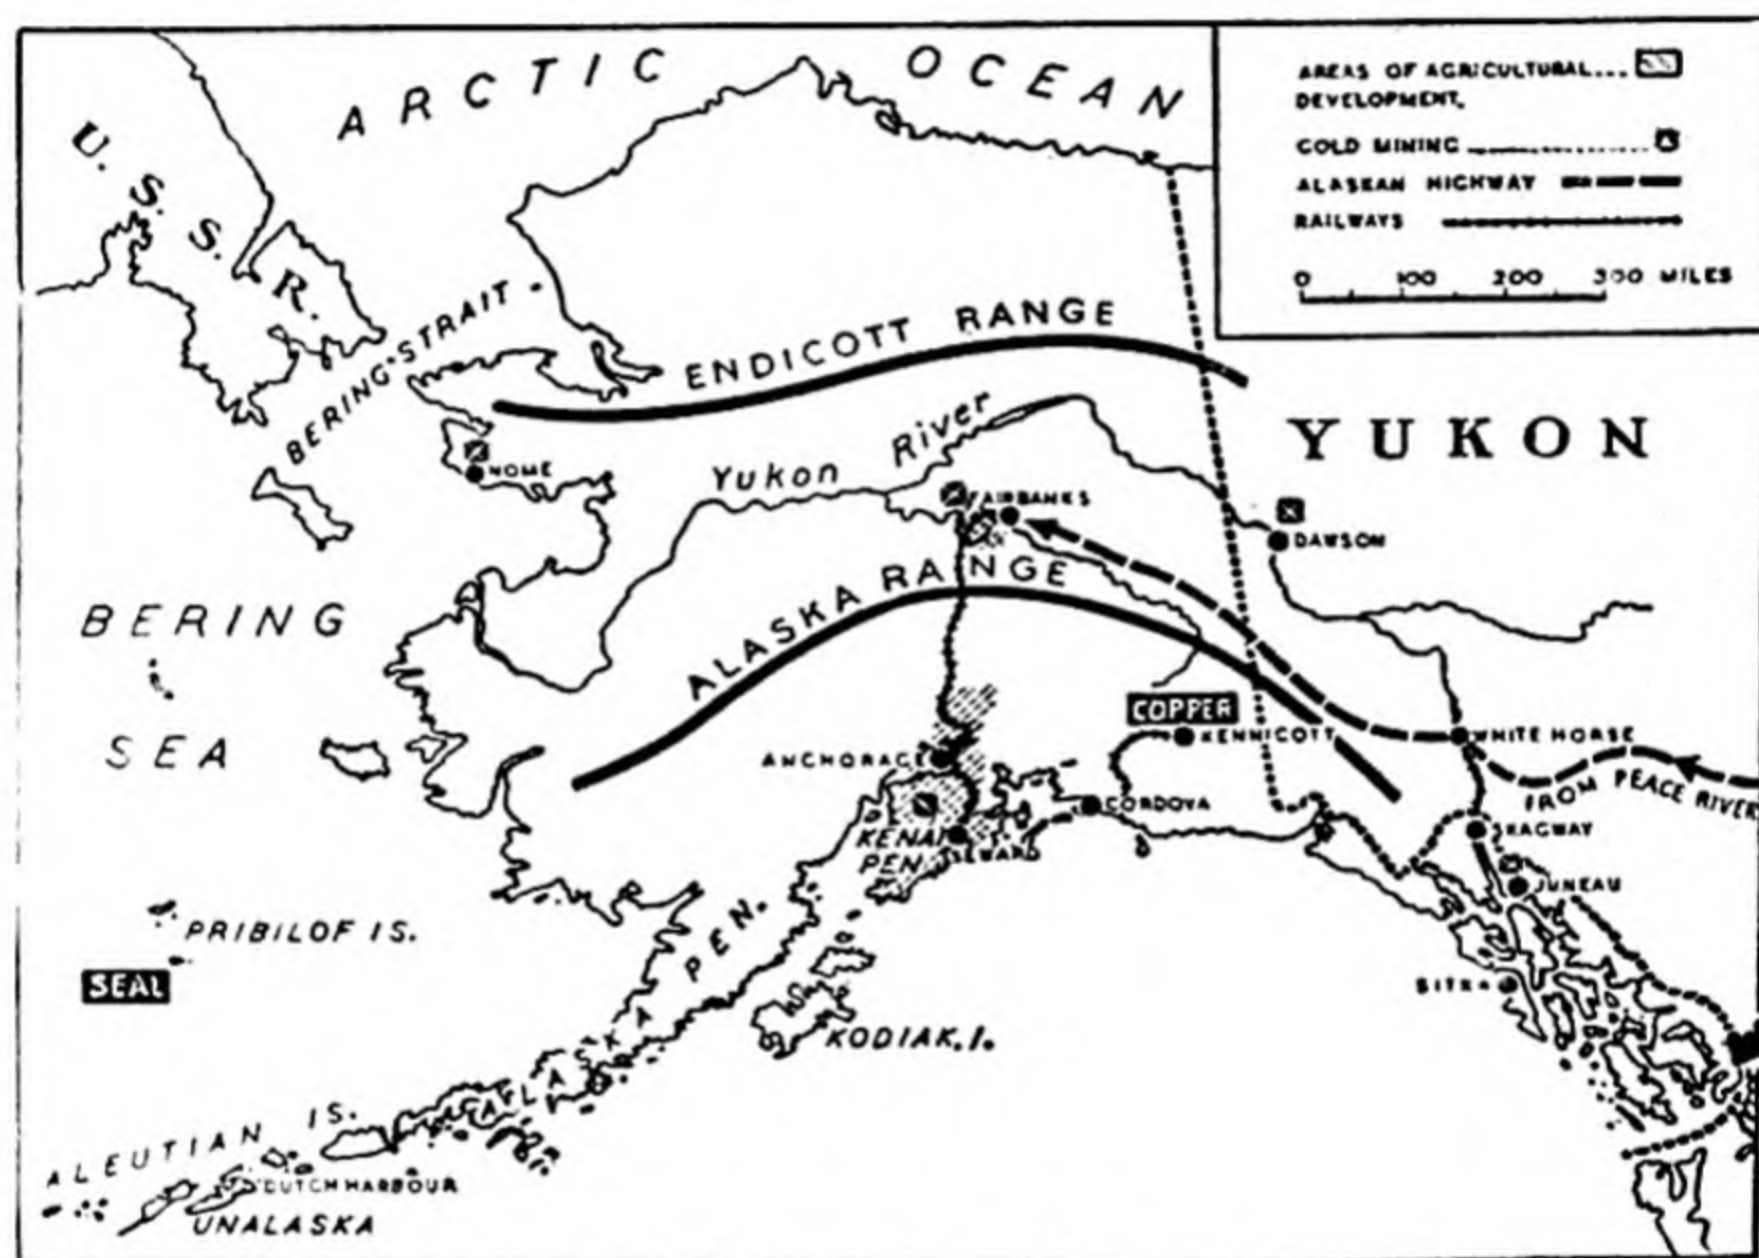 ARCTIC OCEAN
AREAS OF AGRICULTURAL...
DEVELOPMENT.
GOLD MINING
ALASKAN HIGHWAY
RAILWAYS
0 100 200 300 MILES
U. S. S. R.
BERING STRAIT
ENDICOTT RANGE
YUKON
Yukon River
NOME
FAIRBANKS
DAWSON
ALASKA RANGE
BERING
SEA
COPPER
KENNICOTT
WHITE HORSE
ANCHORAGE
FROM PEACE RIVER
CORDOVA
KENAI
PEN.
SEWARD
SKAGWAY
JUNEAU
PRIBILOF IS.
SEAL
SITKA
ALASKA PEN.
KODIAK. I.
ALEUTIAN IS.
DUTCH HARBOUR
UNALASKA